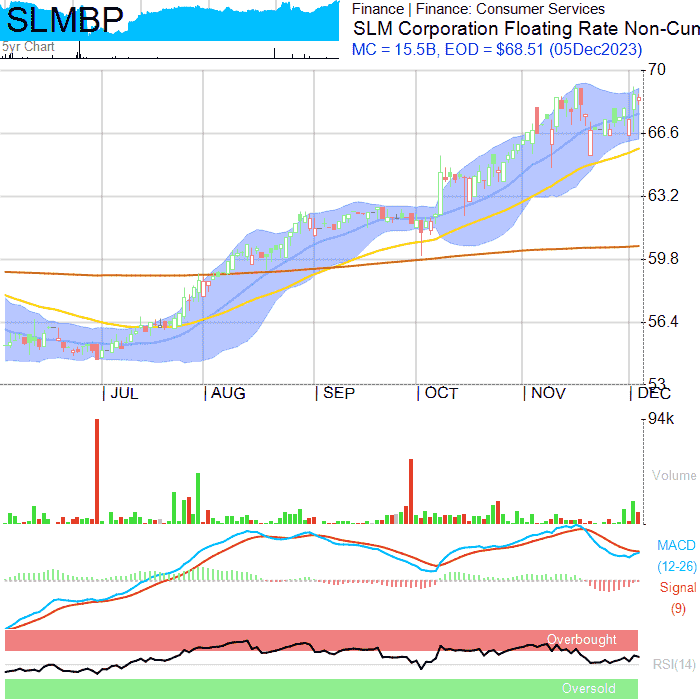 SLMBP
5yr Chart
Finance | Finance: Consumer Services
SLM Corporation Floating Rate Non-Cun
MC = 15.5B, EOD = $68.51 (05Dec2023)
70
66.6
63.2
59.8
56.4
53
JUL AUG SEP OCT NOV DEC
94k
Volume
MACD
(12-26)
Signal
(9)
Overbought
RSI(14)
Oversold